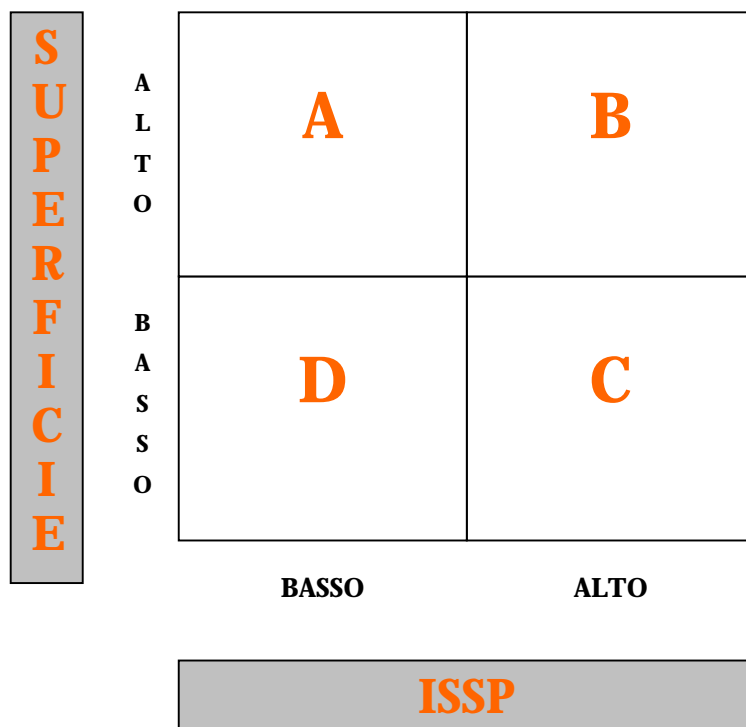 SUPERFICIE
ALTO
BASSO
A
B
D
C
BASSO
ALTO
ISSP